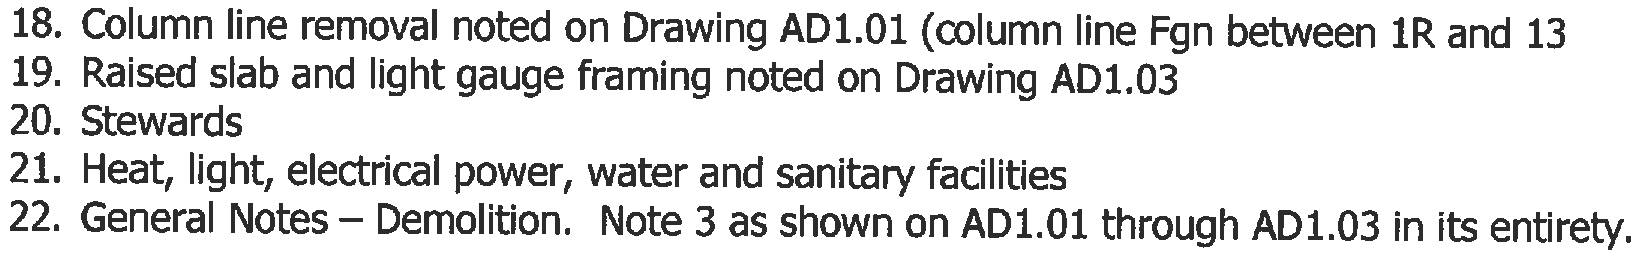 18. Column line removal noted on Drawing AD1.01 (column line Fgn between 1R and 13
19. Raised slab and light gauge framing noted on Drawing AD1.03
20. Stewards
21. Heat, light, electrical power, water and sanitary facilities
22. General Notes – Demolition. Note 3 as shown on AD1.01 through AD1.03 in its entirety.